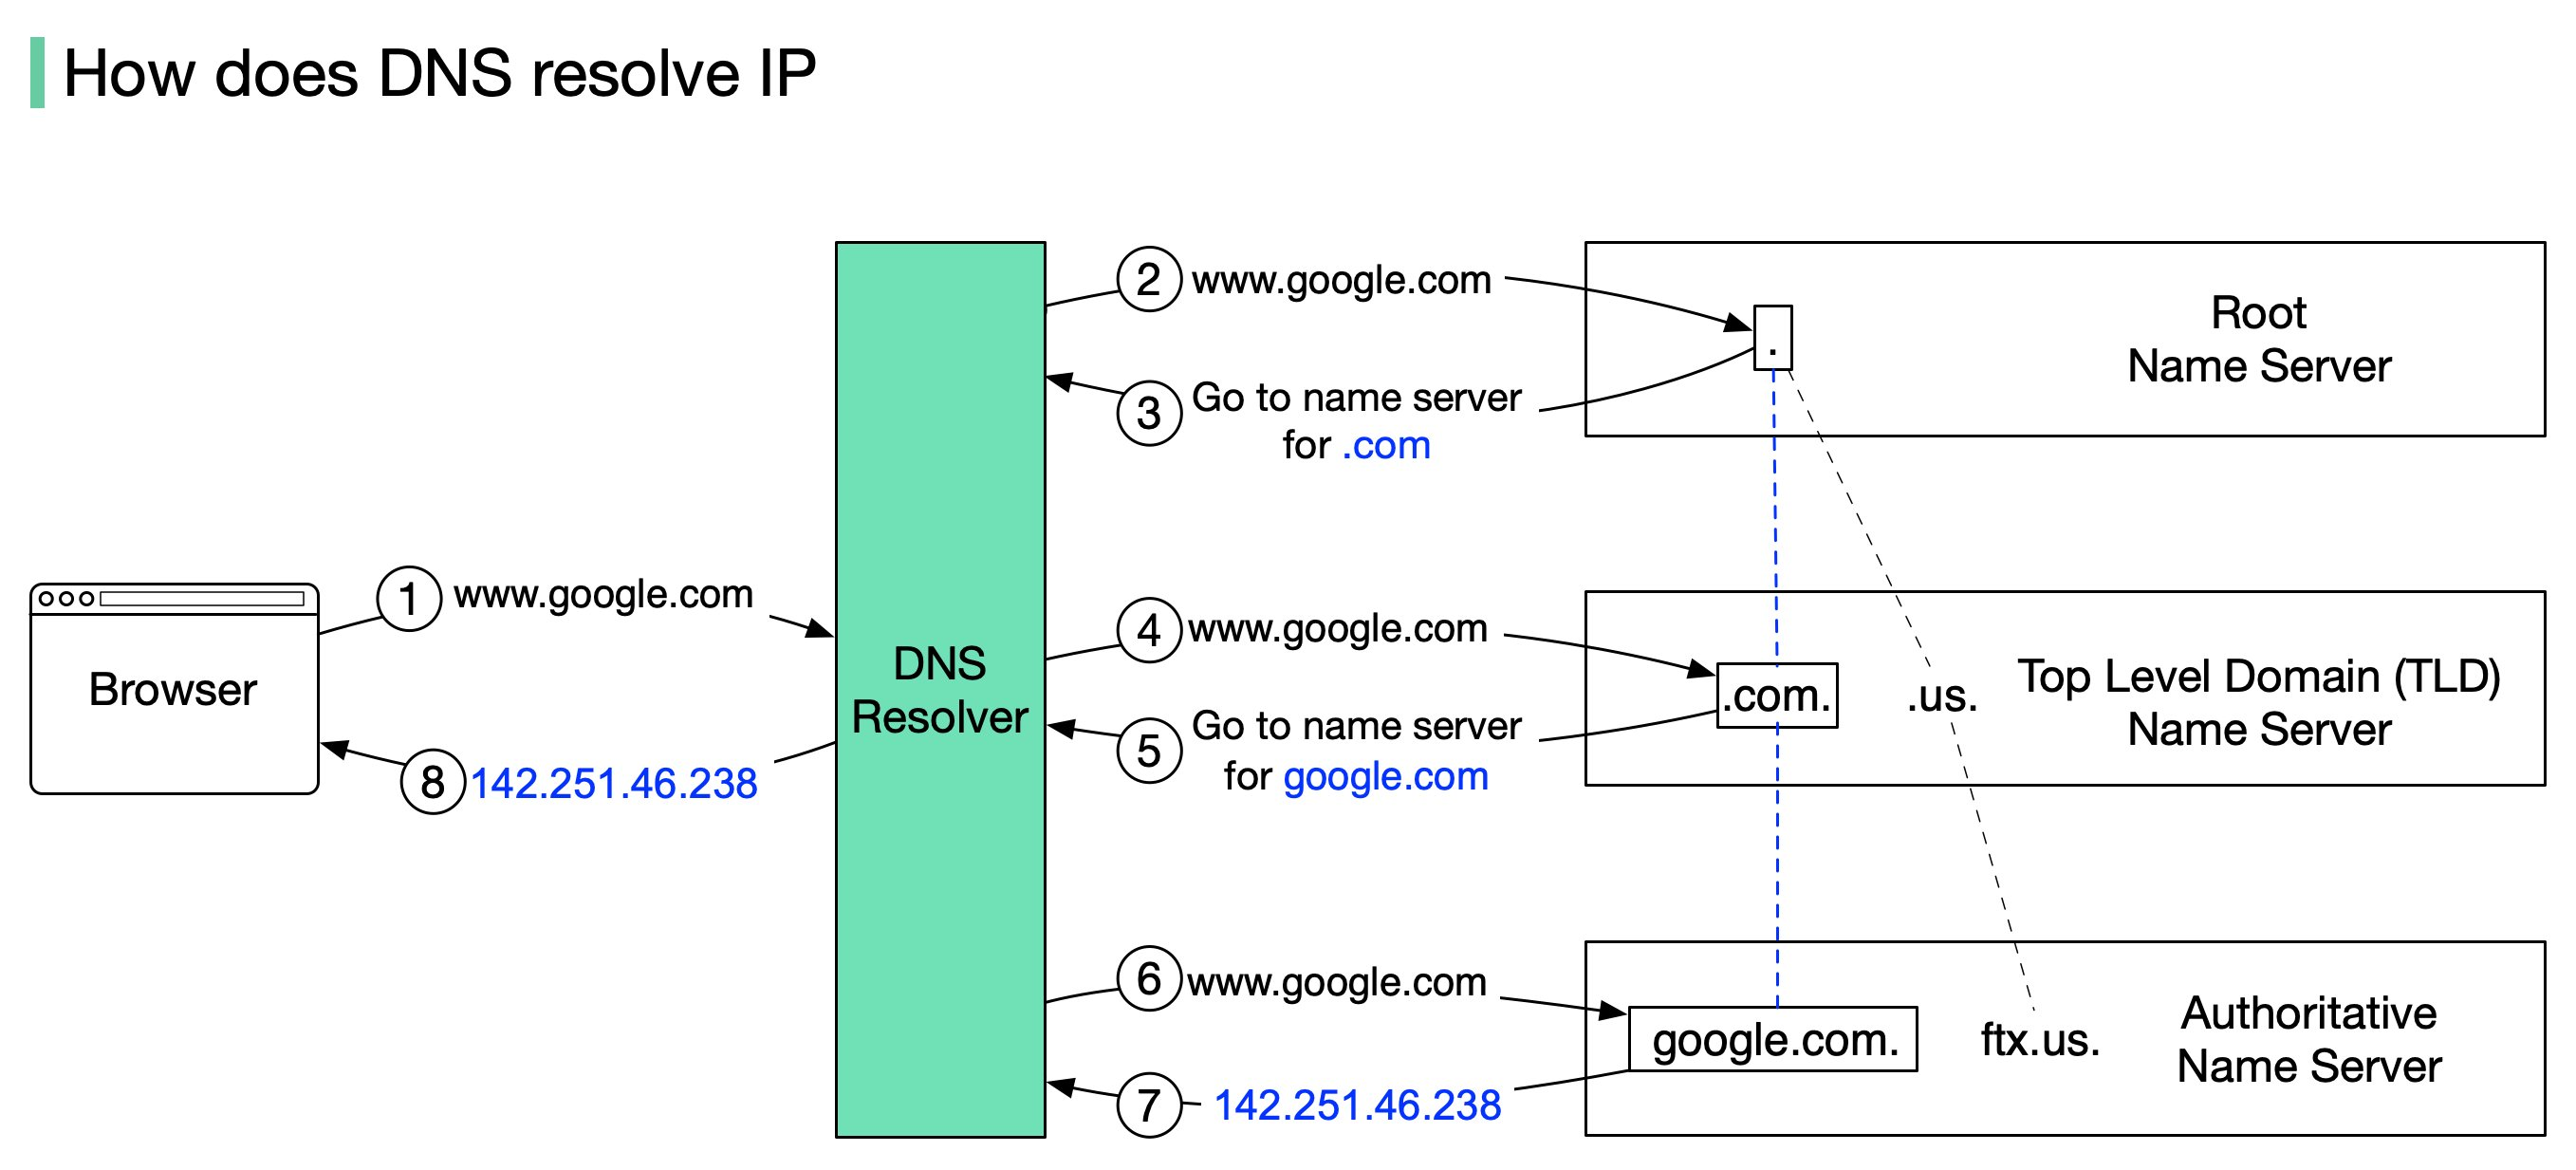 How does DNS resolve IP
2 www.google.com
Root
Name Server
.
3 Go to name server
for .com
1 www.google.com
Browser
8 142.251.46.238
DNS
Resolver
4 www.google.com
.com.
.us.
Top Level Domain (TLD)
Name Server
5 Go to name server
for google.com
6 www.google.com
google.com.
ftx.us.
Authoritative
Name Server
7 142.251.46.238